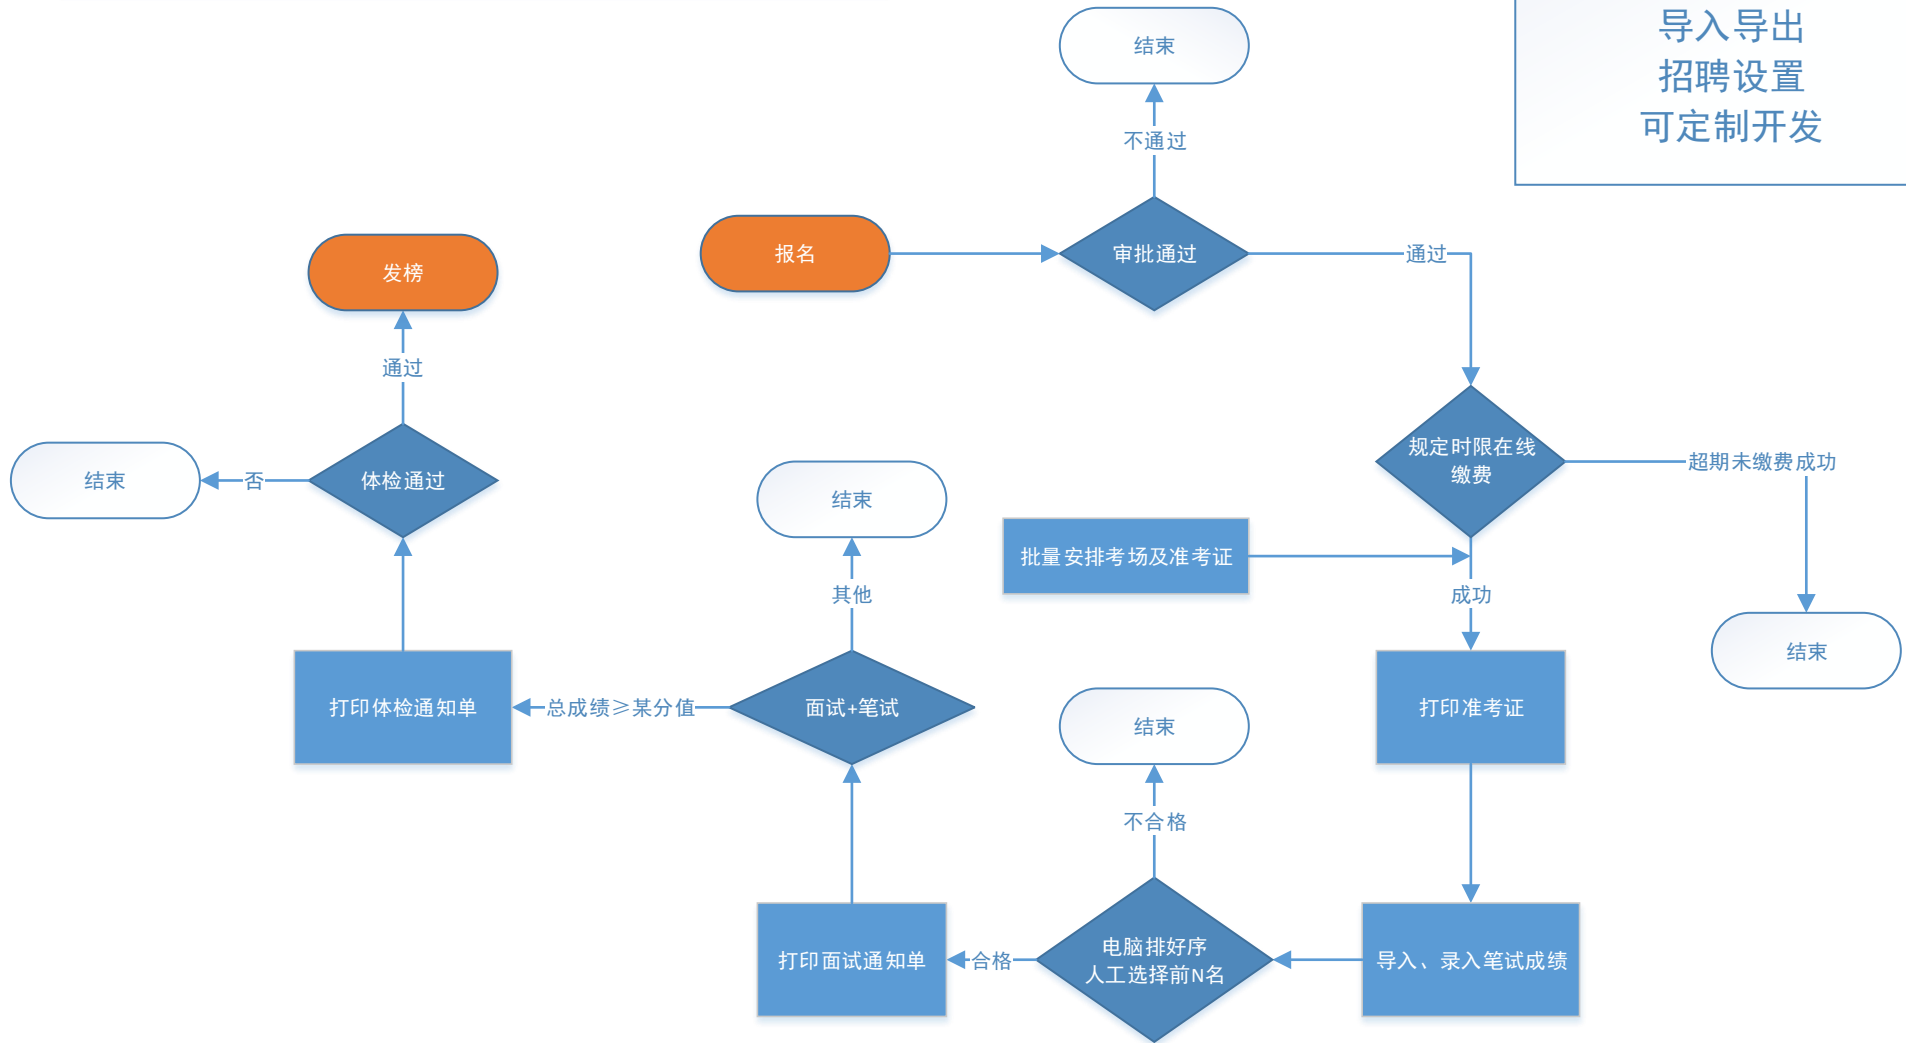 导入导出
招聘设置
可定制开发
结束
不通过
报名
审批通过
通过
发榜
通过
结束
否
体检通过
结束
规定时限在线
缴费
超期未缴费成功
批量安排考场及准考证
其他
成功
结束
打印体检通知单
总成绩≥某分值
面试+笔试
结束
打印准考证
不合格
打印面试通知单
合格
电脑排好序
人工选择前N名
导入、录入笔试成绩